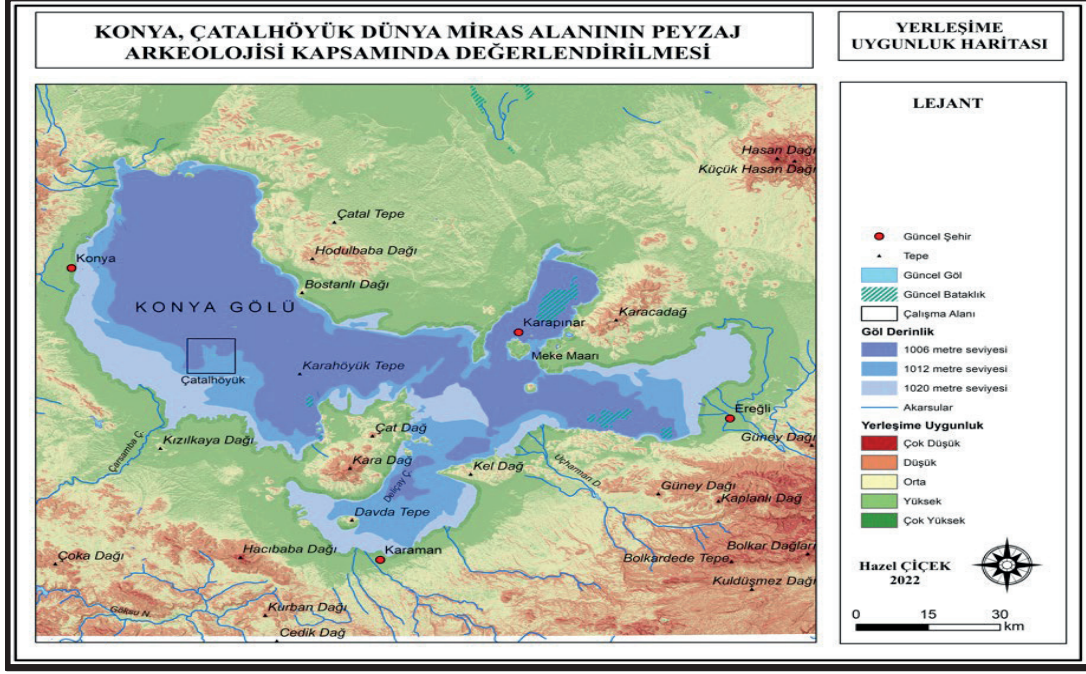 KONYA, ÇATALHÖYÜK DÜNYA MİRAS ALANININ PEYZAJ
ARKEOLOJİSİ KAPSAMINDA DEĞERLENDİRİLMESİ
YERLEŞİME
UYGUNLUK HARİTASI
Hasan Dağı
Küçük Hasan Dağı
Çatal Tepe
Hodulbaba Dağı
Konya
Bostanlı Dağı
KONYA GÖLÜ
Karapınar
Karacadağ
Meke Maarı
Karahöyük Tepe
Çatalhöyük
Ereğli
Çarşamba Ç.
Kızılkaya Dağı
Çat Dağı
Güney Dağı
Kara Dağ
Kel Dağ
Uçharman D.
Deliçay Ç.
Güney Dağı
Kaplanlı Dağ
Davda Tepe
Çoka Dağı
Hacıbaba Dağı
Karaman
Bolkar Dağları
Bolkardede Tepe
Kuldüşmez Dağı
Göksu N.
Kurban Dağı
Cedik Dağ
LEJANT
Güncel Şehir
Tepe
Güncel Göl
Güncel Bataklık
Çalışma Alanı
Göl Derinlik
1006 metre seviyesi
1012 metre seviyesi
1020 metre seviyesi
Akarsular
Yerleşime Uygunluk
Çok Düşük
Düşük
Orta
Yüksek
Çok Yüksek
Hazel ÇİÇEK
2022
0 15 30
km